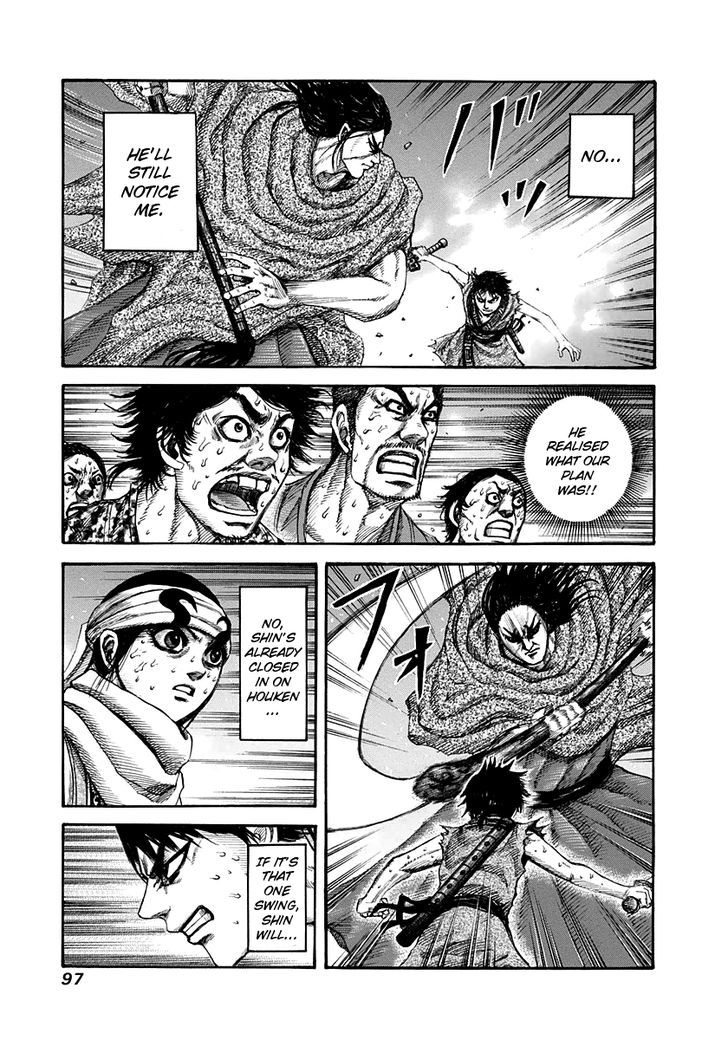 NO...
HE'LL
STILL
NOTICE
ME.
HE
REALISED
WHAT OUR
PLAN
WAS!!
ブ
NO,
SHIN'S
ALREADY
CLOSED
IN ON
HOUKEN
...
IF IT'S
THAT
ONE
SWING,
SHIN
WILL...
97